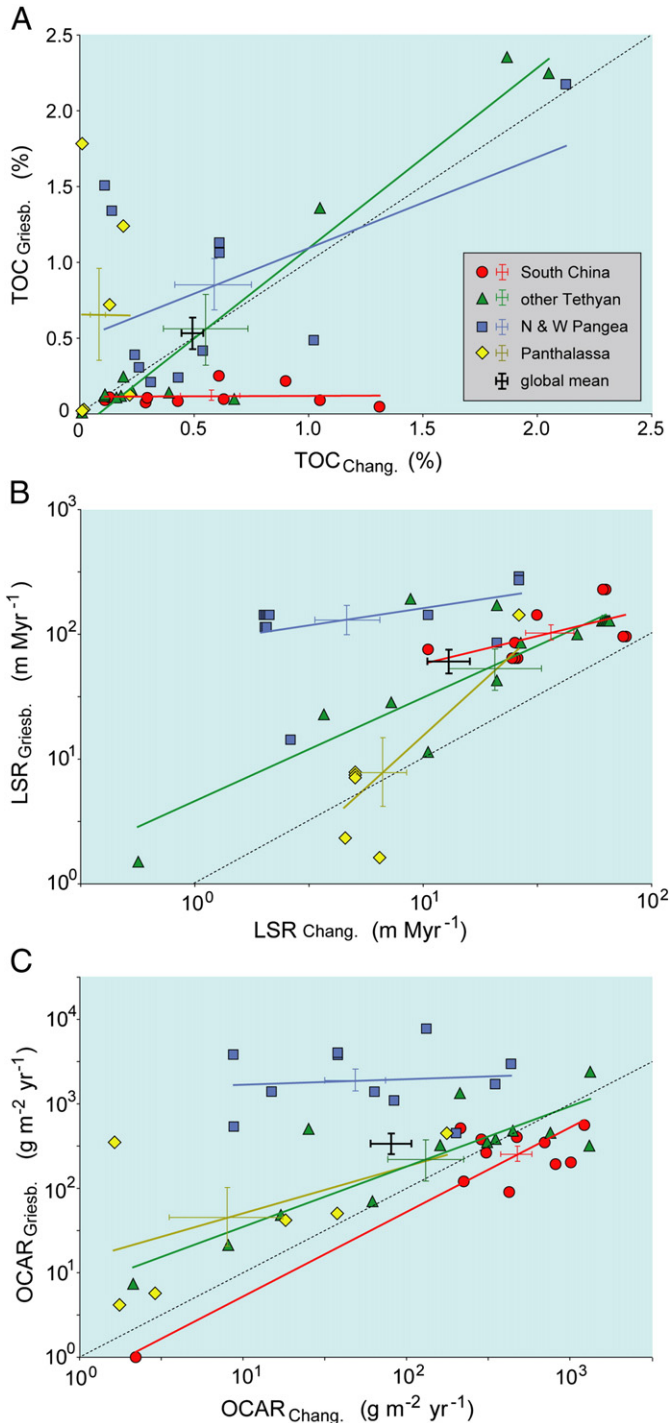 A
2.5
2.0
1.5
1.0
0.5
0
TOC Griesb. (%)
0 0.5 1.0 1.5 2.0 2.5
TOC Chang. (%)
South China
other Tethyan
N & W Pangea
Panthalassa
global mean
B
10³
10²
10¹
10⁰
LSR Griesb. (m Myr⁻¹)
10⁰ 10¹ 10²
LSR Chang. (m Myr⁻¹)
C
10⁴
10³
10²
10¹
10⁰
OCAR Griesb. (g m⁻² yr⁻¹)
10⁰ 10¹ 10² 10³
OCAR Chang. (g m⁻² yr⁻¹)